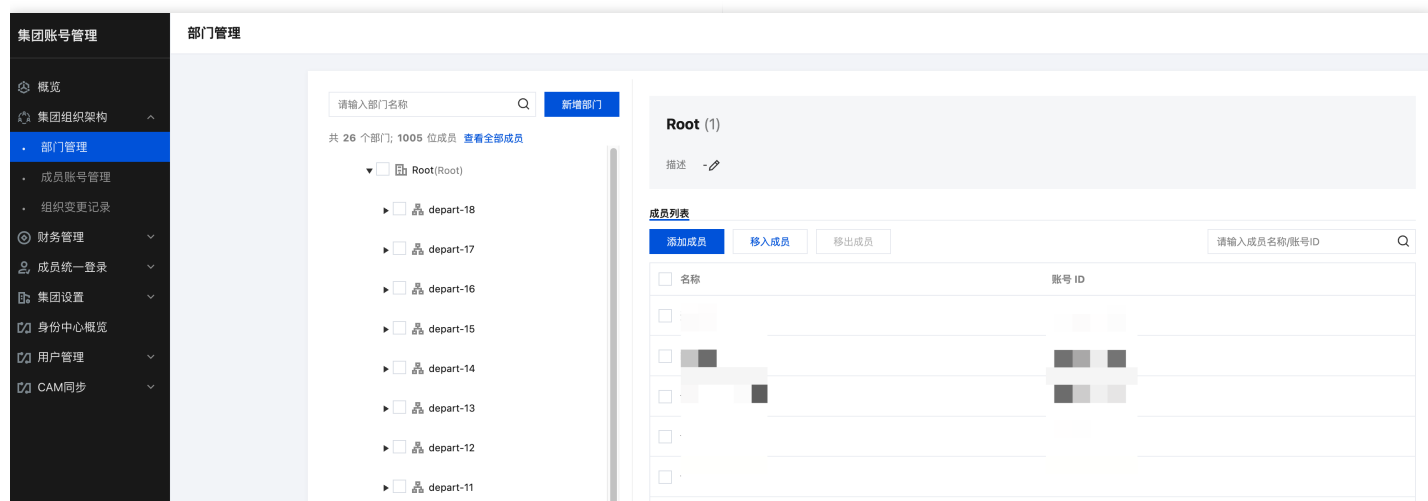 集团账号管理
部门管理
概览
集团组织架构
部门管理
成员账号管理
组织变更记录
财务管理
成员统一登录
集团设置
身份中心概览
用户管理
CAM同步
请输入部门名称
新增部门
共 26 个部门; 1005 位成员 查看全部成员
Root(Root)
depart-18
depart-17
depart-16
depart-15
depart-14
depart-13
depart-12
depart-11
Root (1)
描述 -
成员列表
添加成员 移入成员 移出成员 请输入成员名称/账号ID
名称 账号 ID